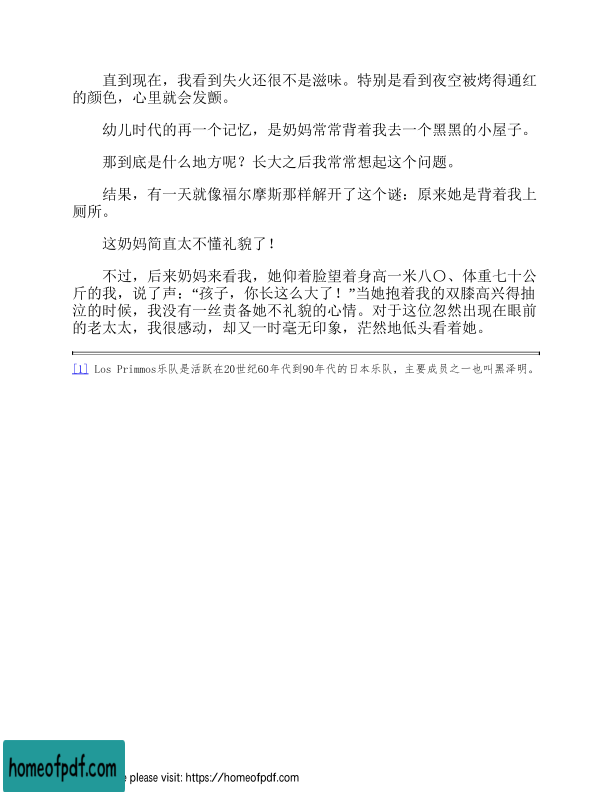 直到现在，我看到失火还很不是滋味。特别是看到夜空被烤得通红
的颜色，心里就会发颤。
幼儿时代的再一个记忆，是奶妈常常背着我去一个黑黑的小屋子。
那到底是什么地方呢？长大之后我常常想起这个问题。
结果，有一天就像福尔摩斯那样解开了这个谜：原来她是背着我上
厕所。
这奶妈简直太不懂礼貌了！
不过，后来奶妈来看我，她仰着脸望着身高一米八〇、体重七十公
斤的我，说了声：“孩子，你长这么大了！”当她抱着我的双膝高兴得抽
泣的时候，我没有一丝责备她不礼貌的心情。对于这位忽然出现在眼前
的老太太，我很感动，却又一时毫无印象，茫然地低头看着她。
[1] Los Primmos乐队是活跃在20世纪60年代到90年代的日本乐队，主要成员之一也叫黑泽明。
homeofpdf.com
e please visit: https://homeofpdf.com